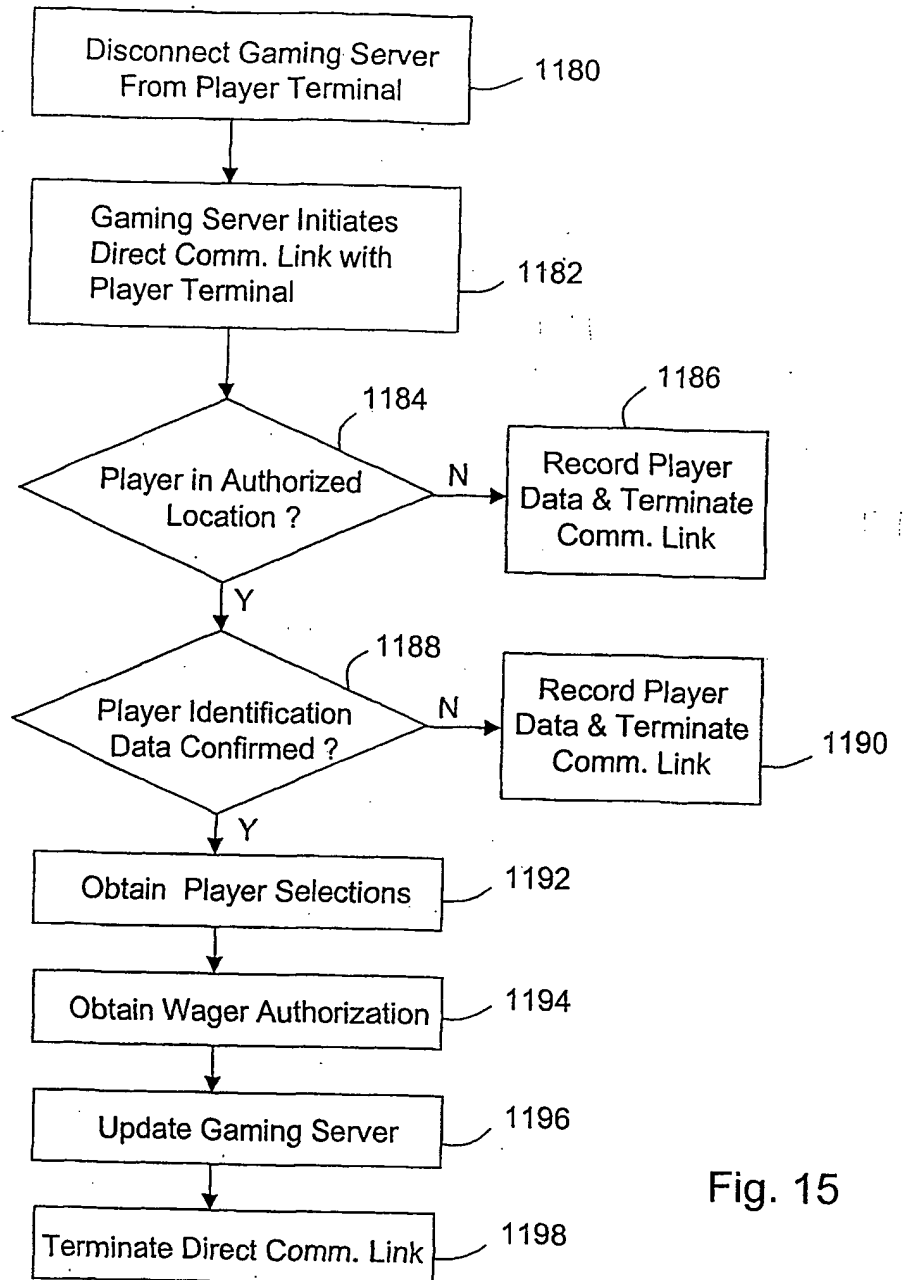 Disconnect Gaming Server
From Player Terminal
1180
Gaming Server Initiates
Direct Comm. Link with
Player Terminal
1182
1184
Player in Authorized
Location ?
N
1186
Record Player
Data & Terminate
Comm. Link
Y
1188
Player Identification
Data Confirmed ?
N
Record Player
Data & Terminate
Comm. Link
1190
Y
Obtain Player Selections
1192
Obtain Wager Authorization
1194
Update Gaming Server
1196
Terminate Direct Comm. Link
1198
Fig. 15